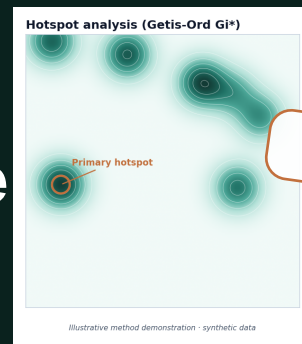 Hotspot analysis (Getis-Ord Gi*)
Primary hotspot
Illustrative method demonstration · synthetic data